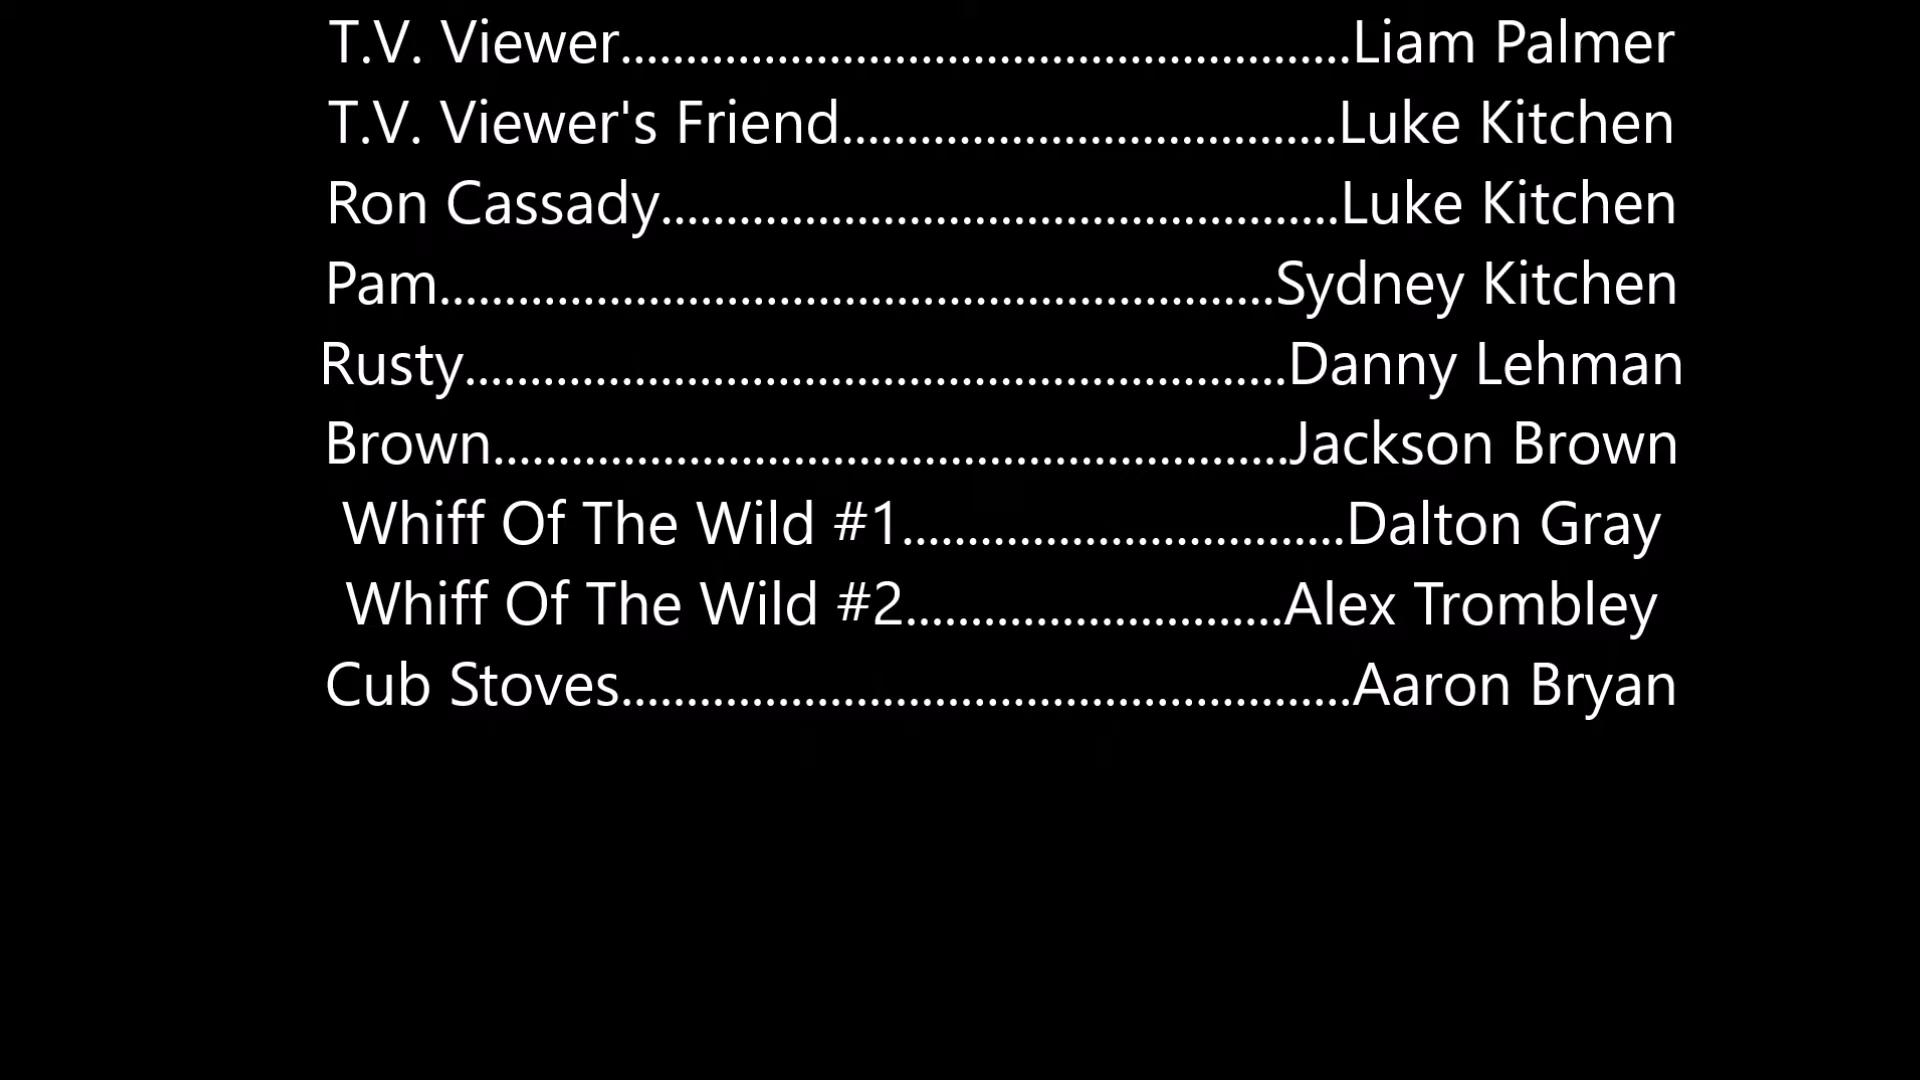 T.V. Viewer........................................................Liam Palmer
T.V. Viewer's Friend......................................Luke Kitchen
Ron Cassady....................................................Luke Kitchen
Pam................................................................Sydney Kitchen
Rusty...............................................................Danny Lehman
Brown.............................................................Jackson Brown
Whiff Of The Wild #1..................................Dalton Gray
Whiff Of The Wild #2.............................Alex Trombley
Cub Stoves........................................................Aaron Bryan